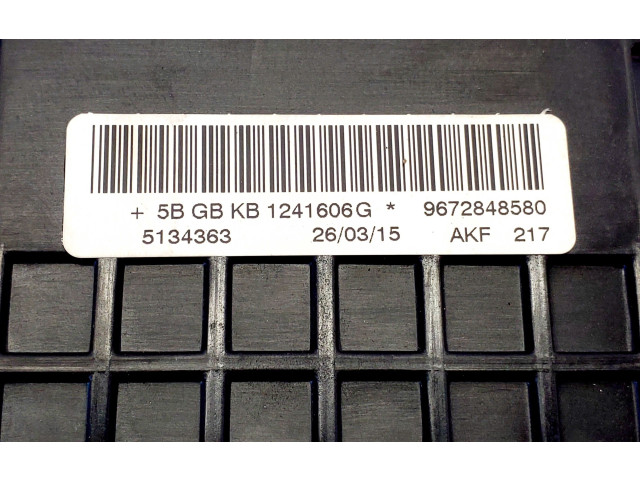 + 5B GB KB 1241606G * 9672848580
5134363 26/03/15 AKF 217